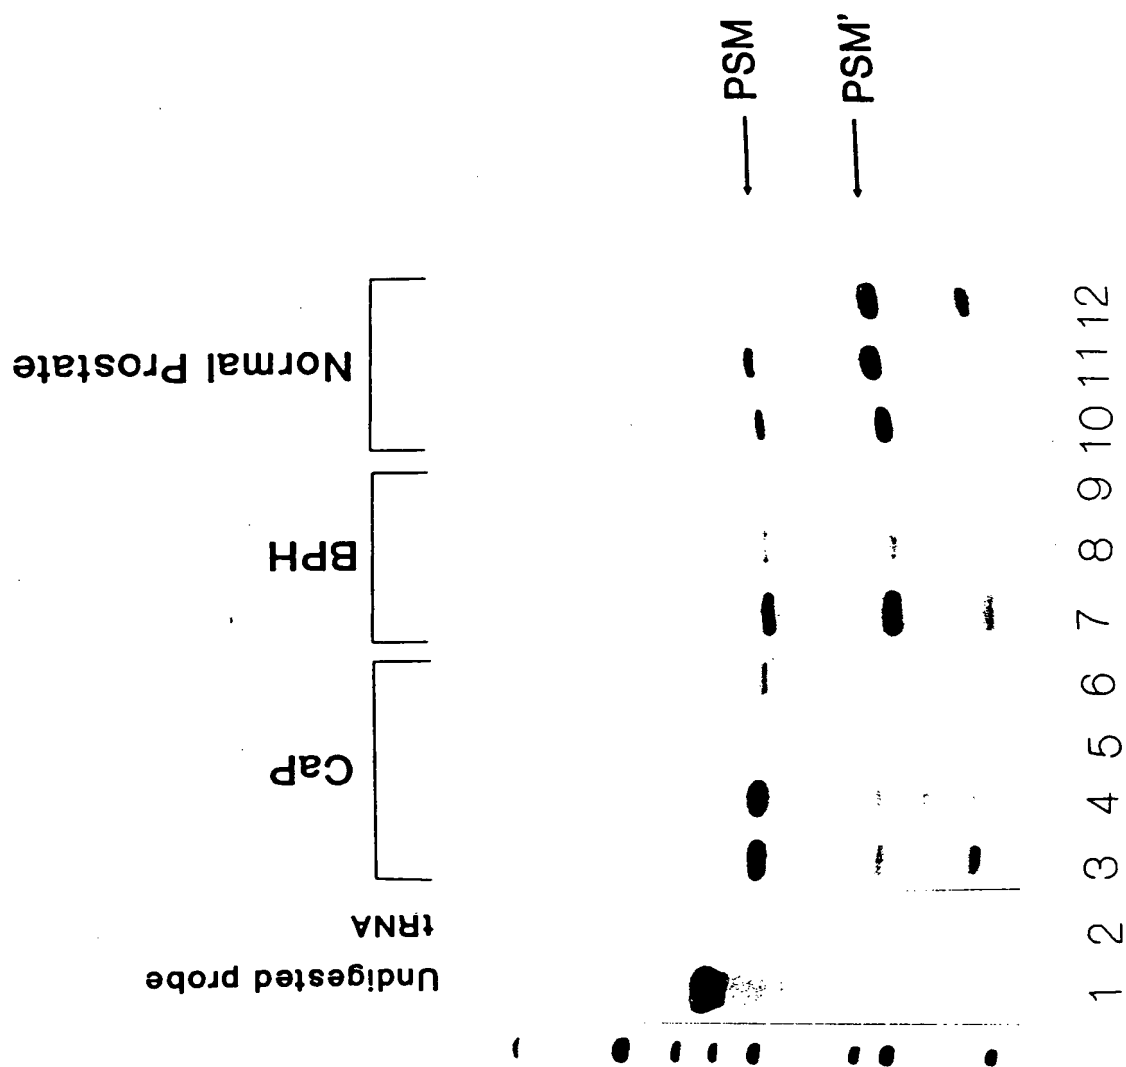 Undigested probe
tRNA
CaP
BPH
Normal Prostate
PSM
PSM'
1 2 3 4 5 6 7 8 9 10 11 12